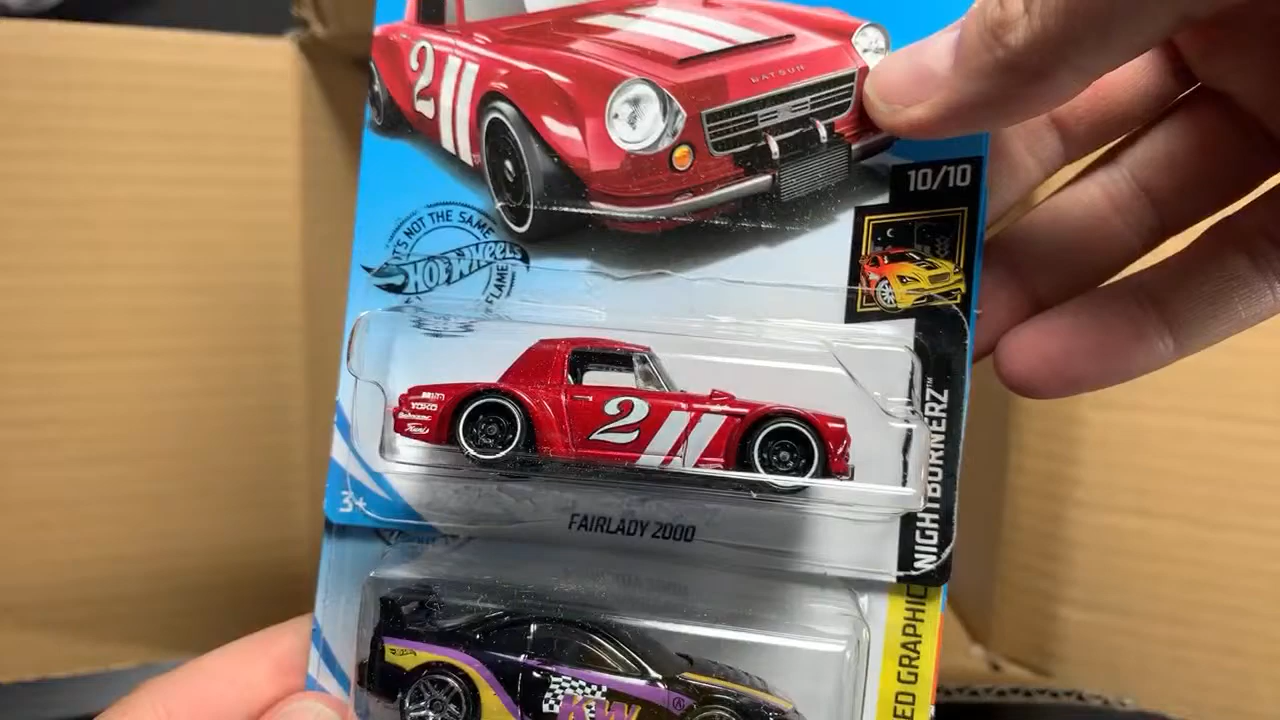 DATSUN
2
10/10
IT'S NOT THE SAME
HOT WHEELS
FLAME
NIGHTBURNERZ™
YOKO
2
3+
FAIRLADY 2000
ED GRAPHIC
KW